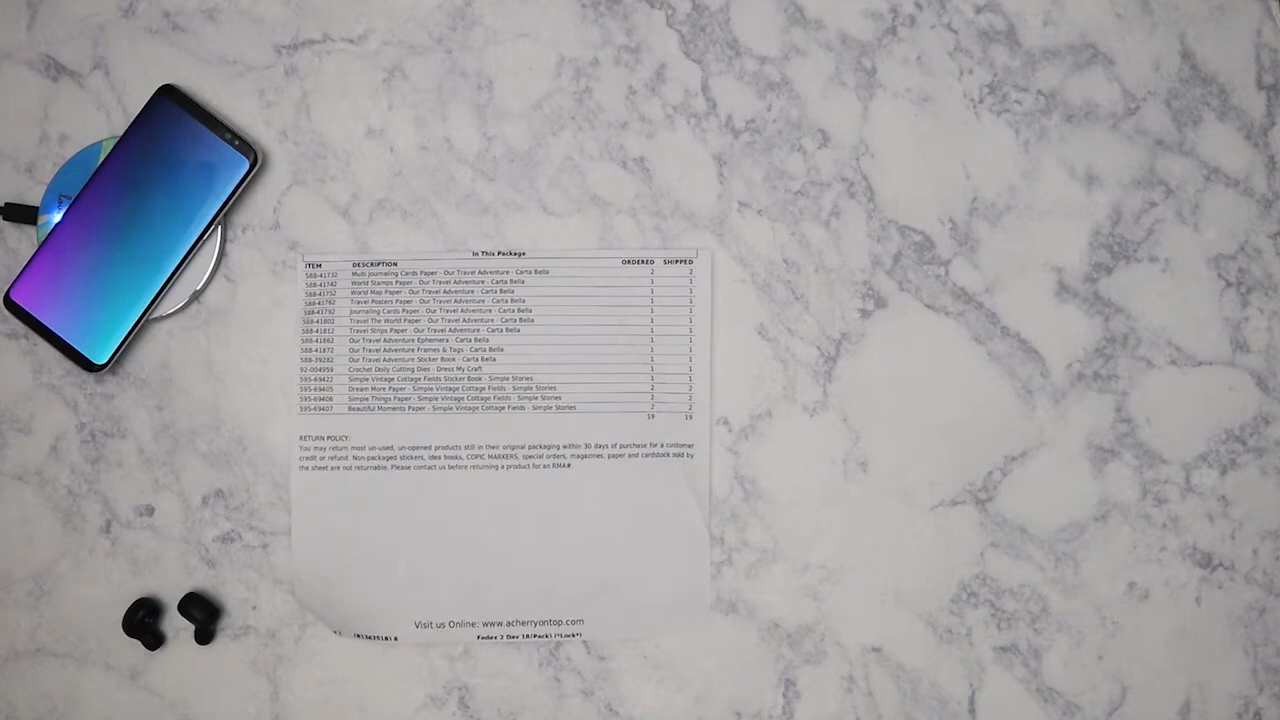 In This Package
ITEM DESCRIPTION ORDERED SHIPPED
588-41732 Multi Journaling Cards Paper - Our Travel Adventure - Carta Bella 2 2
588-41742 World Stamps Paper - Our Travel Adventure - Carta Bella 1 1
588-41752 World Map Paper - Our Travel Adventure - Carta Bella 1 1
588-41762 Travel Posters Paper - Our Travel Adventure - Carta Bella 1 1
588-41792 Journaling Cards Paper - Our Travel Adventure - Carta Bella 1 1
588-41802 Travel The World Paper - Our Travel Adventure - Carta Bella 1 1
588-41812 Travel Strips Paper - Our Travel Adventure - Carta Bella 1 1
588-41862 Our Travel Adventure Ephemera - Carta Bella 1 1
588-41872 Our Travel Adventure Frames & Tags - Carta Bella 1 1
588-39282 Our Travel Adventure Sticker Book - Carta Bella 1 1
92-004959 Crochet Doily Cutting Dies - Dress My Craft 1 1
595-69422 Simple Vintage Cottage Fields Sticker Book - Simple Stories 1 1
595-69405 Dream More Paper - Simple Vintage Cottage Fields - Simple Stories 2 2
595-69406 Simple Things Paper - Simple Vintage Cottage Fields - Simple Stories 2 2
595-69407 Beautiful Moments Paper - Simple Vintage Cottage Fields - Simple Stories 2 2
19 19
RETURN POLICY:
You may return most un-used, un-opened products still in their original packaging within 30 days of purchase for a customer
credit or refund. Non-packaged stickers, idea books, COPIC MARKERS, special orders, magazines, paper and cardstock sold by
the sheet are not returnable. Please contact us before returning a product for an RMA#.
Visit us Online: www.acherryontop.com
Fedex 2 Day 1R(Pack) (*Lock*)